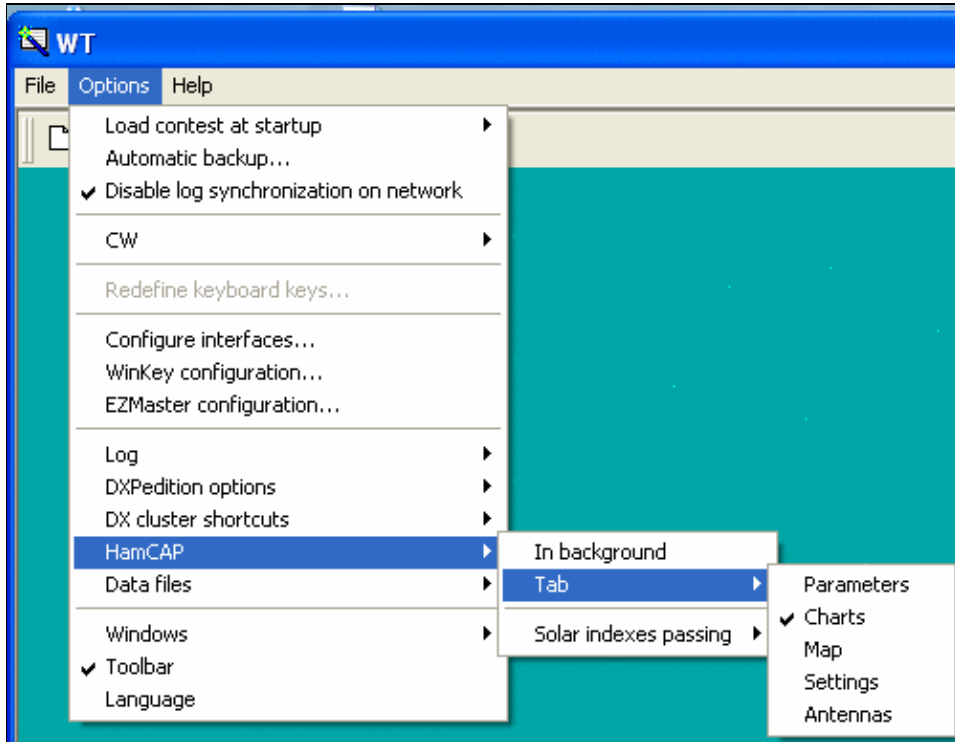 WT
File Options Help
Load contest at startup
Automatic backup...
Disable log synchronization on network
CW
Redefine keyboard keys...
Configure interfaces...
WinKey configuration...
EZMaster configuration...
Log
DXPedition options
DX cluster shortcuts
HamCAP
Data files
Windows
Toolbar
Language
In background
Tab
Solar indexes passing
Parameters
Charts
Map
Settings
Antennas